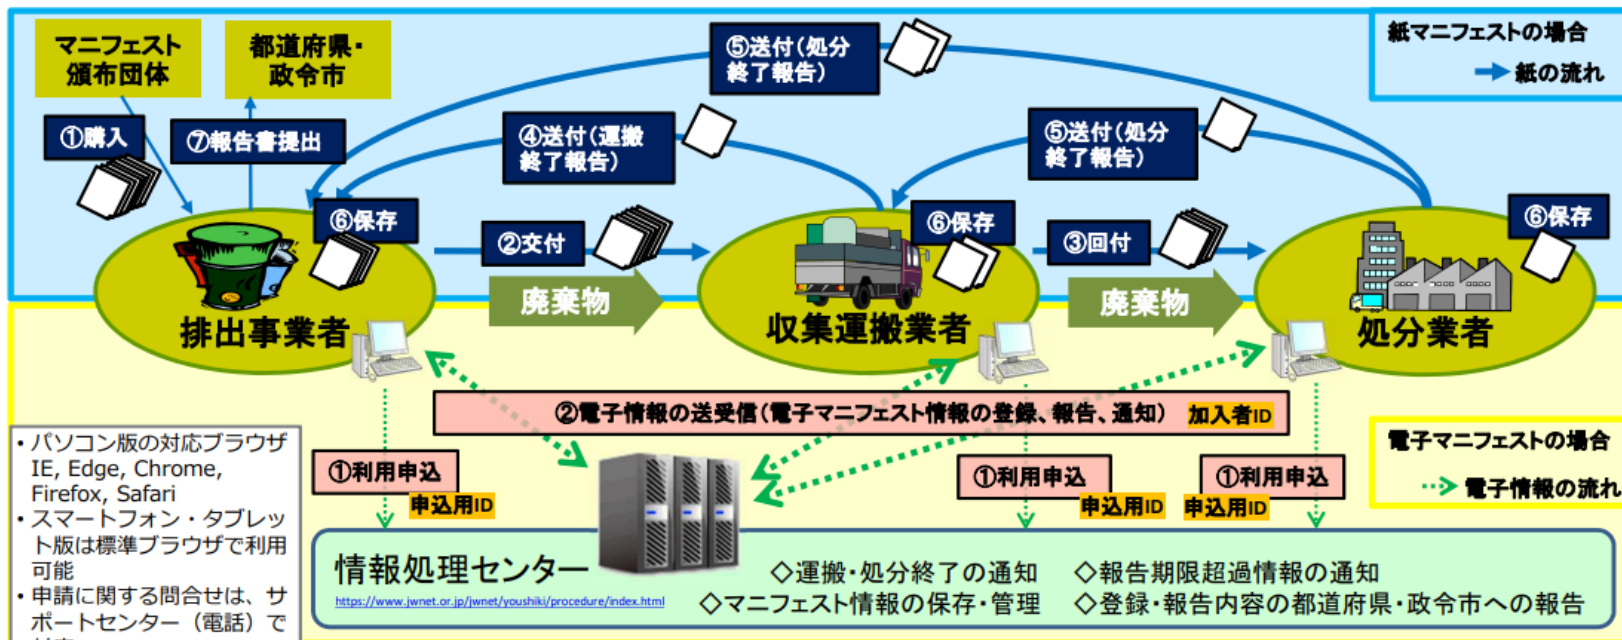 マニフェスト
頒布団体
都道府県・
政令市
①購入
⑦報告書提出
⑤送付(処分
終了報告)
④送付(運搬
終了報告)
⑤送付(処分
終了報告)
紙マニフェストの場合
紙の流れ
⑥保存
②交付
⑥保存
③回付
⑥保存
廃棄物
廃棄物
排出事業者
収集運搬業者
処分業者
②電子情報の送受信(電子マニフェスト情報の登録、報告、通知) 加入者ID
電子マニフェストの場合
電子情報の流れ
・パソコン版の対応ブラウザ
IE, Edge, Chrome,
Firefox, Safari
・スマートフォン・タブレッ
ト版は標準ブラウザで利用
可能
・申請に関する問合せは、サ
ポートセンター（電話）で
①利用申込
申込用ID
①利用申込
申込用ID
①利用申込
申込用ID
情報処理センター
https://www.jwnet.or.jp/jwnet/youshiki/procedure/index.html
◇運搬・処分終了の通知
◇報告期限超過情報の通知
◇マニフェスト情報の保存・管理
◇登録・報告内容の都道府県・政令市への報告